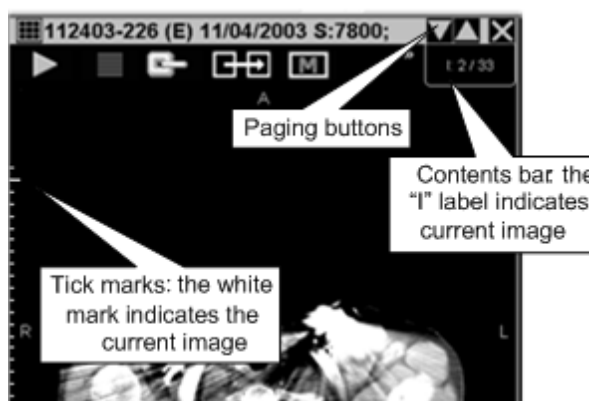 112403-226 (E) 11/04/2003 S:7800;
M
I: 2 / 33
A
Paging buttons
Contents bar: the
“I” label indicates
current image
Tick marks: the white
mark indicates the
current image
R
L